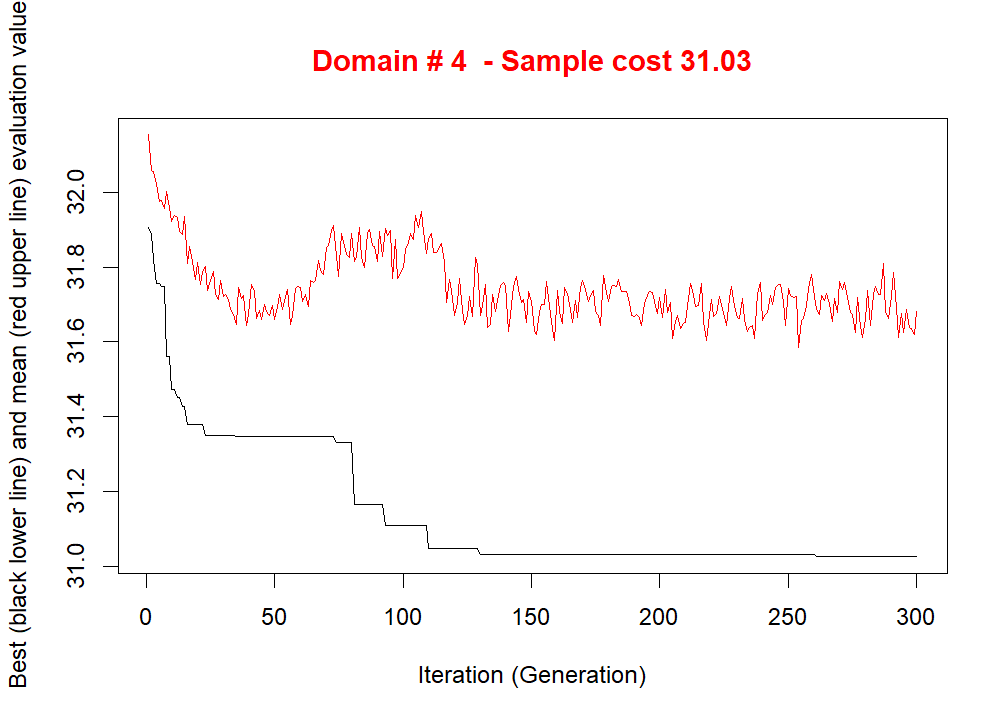 Domain # 4  - Sample cost 31.03
Best (black lower line) and mean (red upper line) evaluation value
32.0
31.8
31.6
31.4
31.2
31.0
0 50 100 150 200 250 300
Iteration (Generation)